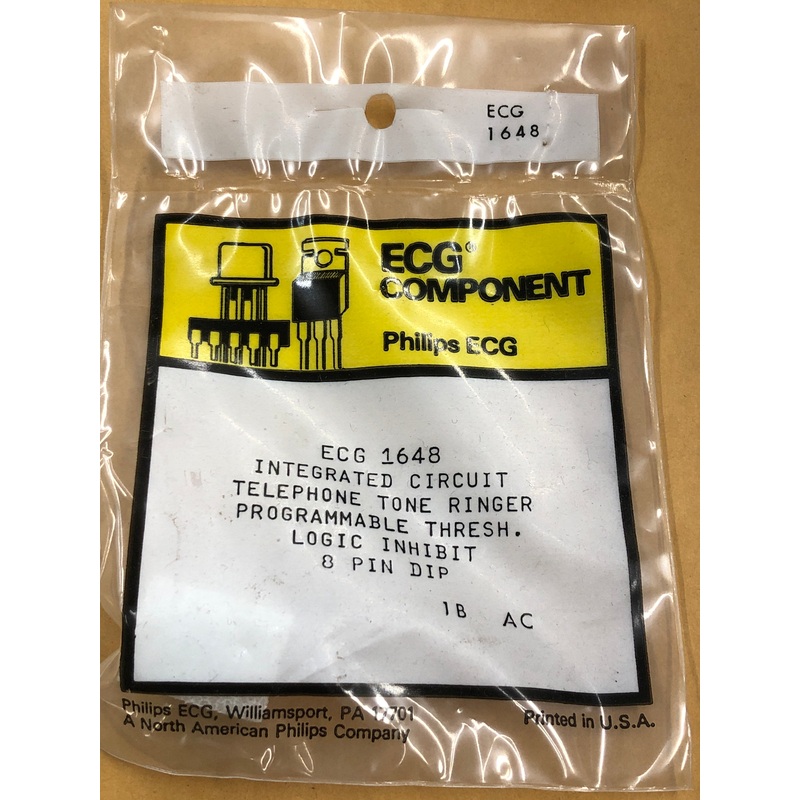 ECG
1648
ECG®
COMPONENT
Philips ECG
ECG 1648
INTEGRATED CIRCUIT
TELEPHONE TONE RINGER
PROGRAMMABLE THRESH.
LOGIC INHIBIT
8 PIN DIP
1B AC
Philips ECG, Williamsport, PA 17701
A North American Philips Company
Printed in U.S.A.